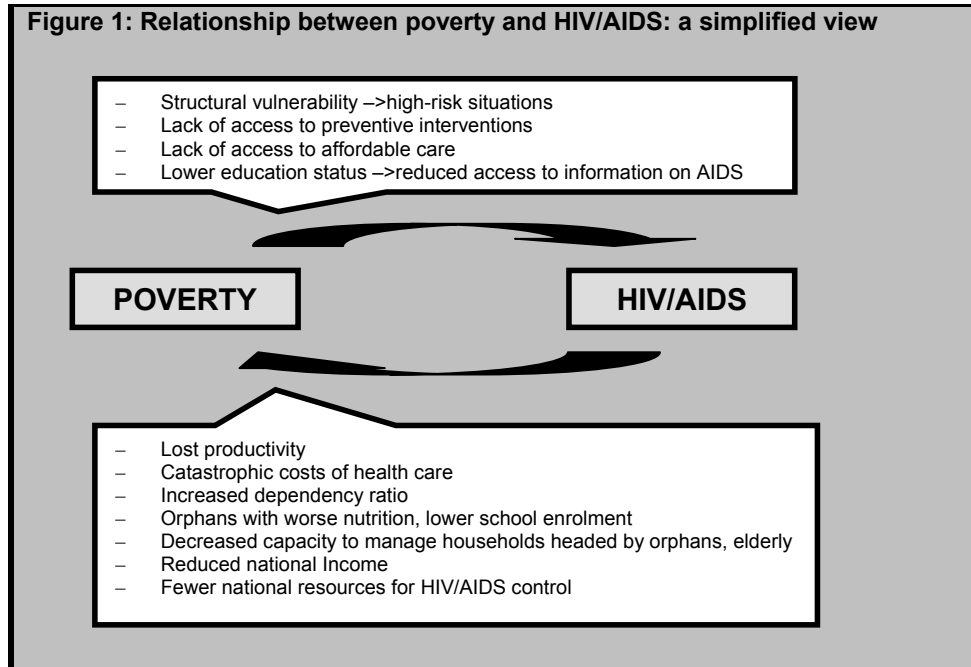 Figure 1: Relationship between poverty and HIV/AIDS: a simplified view
– Structural vulnerability –>high-risk situations
– Lack of access to preventive interventions
– Lack of access to affordable care
– Lower education status –>reduced access to information on AIDS
POVERTY
HIV/AIDS
– Lost productivity
– Catastrophic costs of health care
– Increased dependency ratio
– Orphans with worse nutrition, lower school enrolment
– Decreased capacity to manage households headed by orphans, elderly
– Reduced national Income
– Fewer national resources for HIV/AIDS control